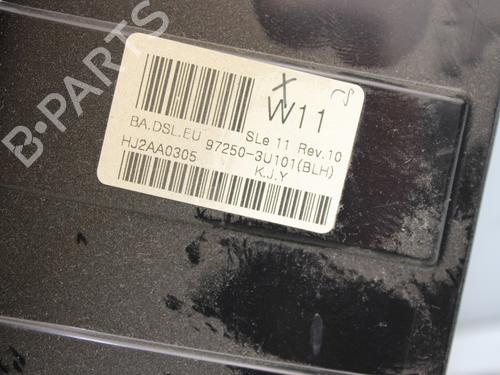 B-PARTS
X
W11
BA.DSL.EU
SLe 11 Rev.10
HJ2AA0305
97250-3U101(BLH)
K.J.Y